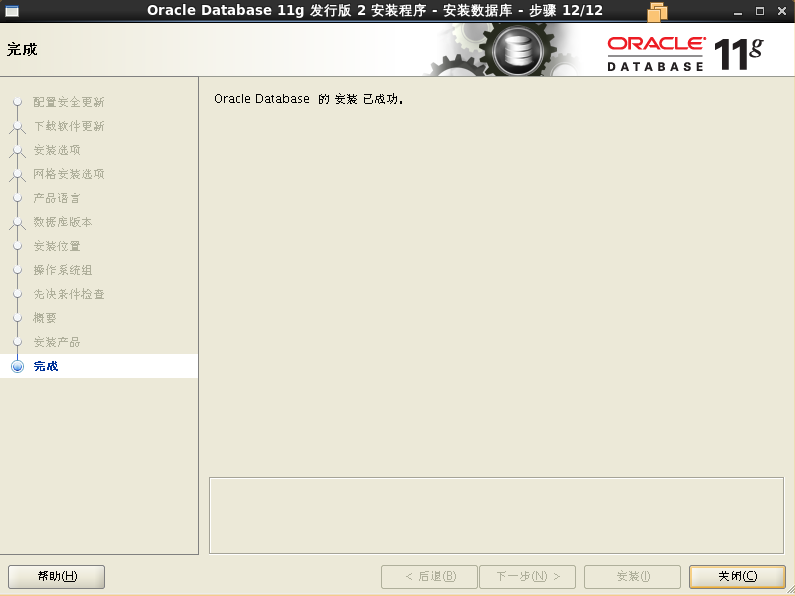 Oracle Database 11g 发行版 2 安装程序 - 安装数据库 - 步骤 12/12
完成
ORACLE
DATABASE
11g
配置安全更新
下载软件更新
安装选项
网格安装选项
产品语言
数据库版本
安装位置
操作系统组
先决条件检查
概要
安装产品
完成
Oracle Database 的 安装 已成功。
帮助(H)
< 后退(B)
下一步(N) >
安装(I)
关闭(C)